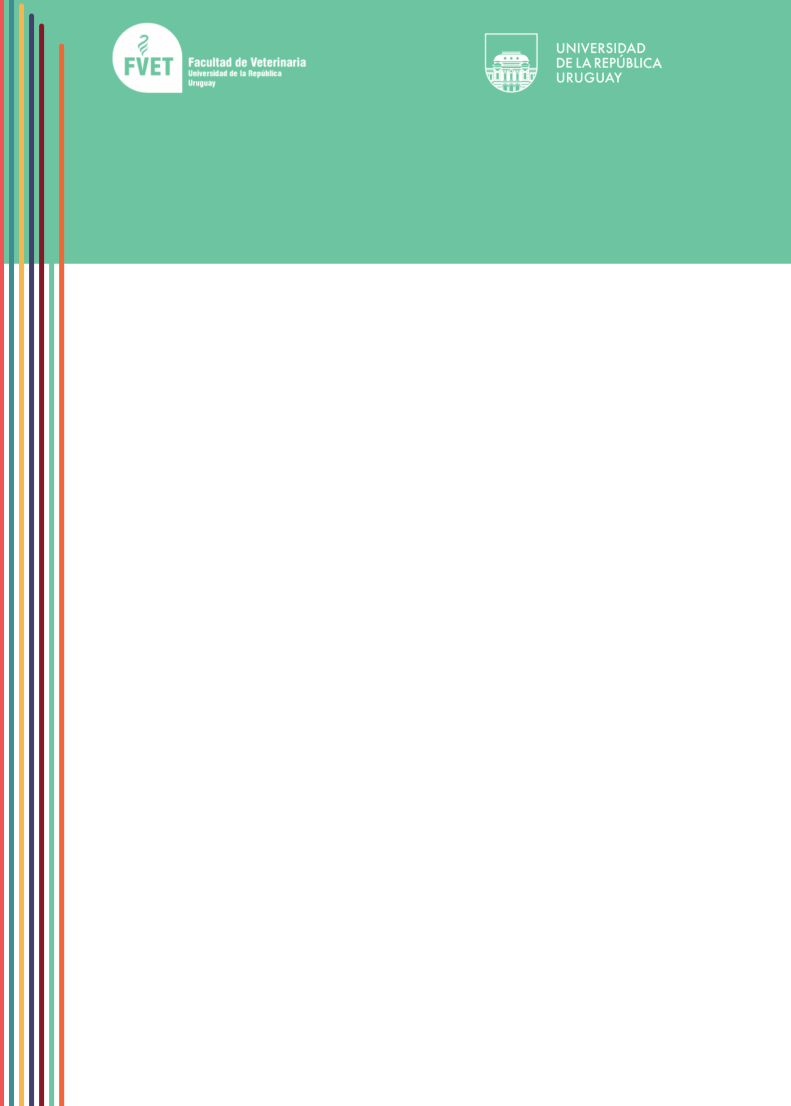 FVET
Facultad de Veterinaria
Universidad de la República
Uruguay
UNIVERSIDAD
DE LA REPÚBLICA
URUGUAY